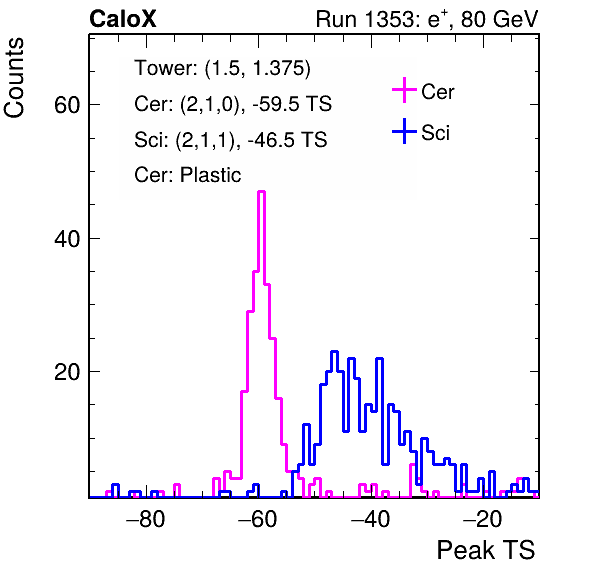 CaloX Run 1353: e⁺, 80 GeV
Counts
Tower: (1.5, 1.375)
Cer: (2,1,0), -59.5 TS
Sci: (2,1,1), -46.5 TS
Cer: Plastic
Cer
Sci
60
40
20
−80 −60 −40 −20
Peak TS